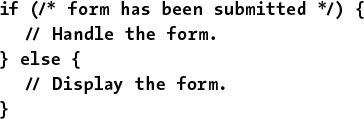 if (/* form has been submitted */) {
// Handle the form.
} else {
// Display the form.
}